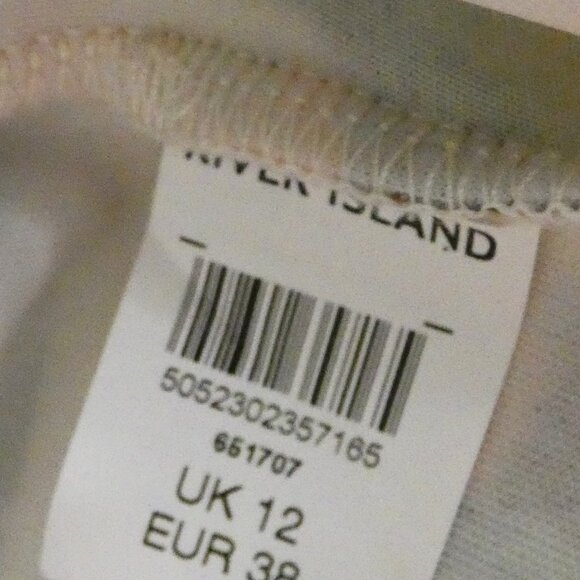 RIVER ISLAND
5052302357165
651707
UK 12
EUR 38